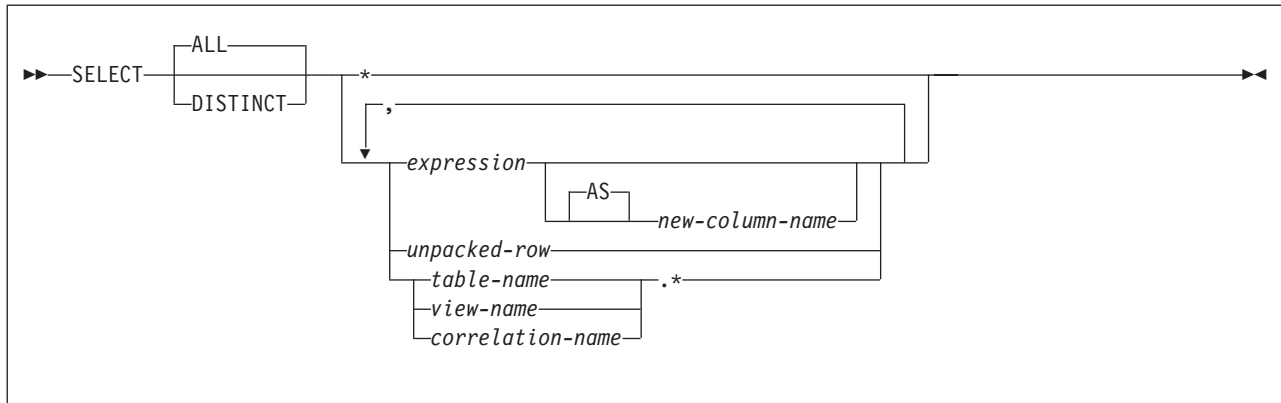 ALL
SELECT *
DISTINCT
,
expression
AS
new-column-name
unpacked-row
table-name .*
view-name
correlation-name